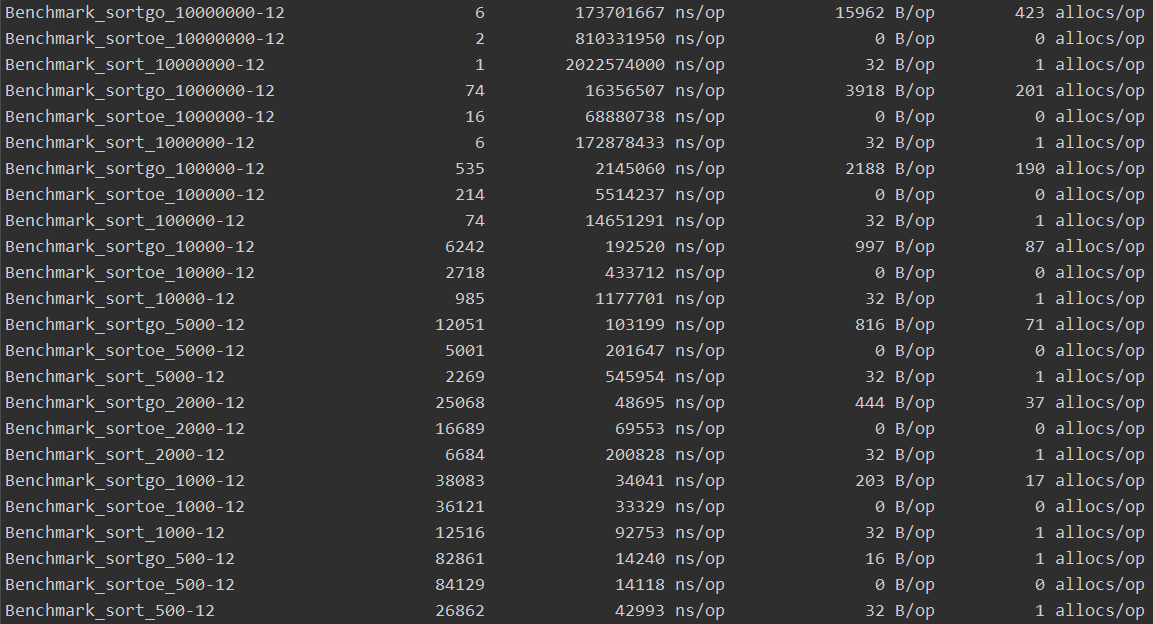 Benchmark_sortgo_10000000-12 6 173701667 ns/op 15962 B/op 423 allocs/op
Benchmark_sortoe_10000000-12 2 810331950 ns/op 0 B/op 0 allocs/op
Benchmark_sort_10000000-12 1 2022574000 ns/op 32 B/op 1 allocs/op
Benchmark_sortgo_1000000-12 74 16356507 ns/op 3918 B/op 201 allocs/op
Benchmark_sortoe_1000000-12 16 68880738 ns/op 0 B/op 0 allocs/op
Benchmark_sort_1000000-12 6 172878433 ns/op 32 B/op 1 allocs/op
Benchmark_sortgo_100000-12 535 2145060 ns/op 2188 B/op 190 allocs/op
Benchmark_sortoe_100000-12 214 5514237 ns/op 0 B/op 0 allocs/op
Benchmark_sort_100000-12 74 14651291 ns/op 32 B/op 1 allocs/op
Benchmark_sortgo_10000-12 6242 192520 ns/op 997 B/op 87 allocs/op
Benchmark_sortoe_10000-12 2718 433712 ns/op 0 B/op 0 allocs/op
Benchmark_sort_10000-12 985 1177701 ns/op 32 B/op 1 allocs/op
Benchmark_sortgo_5000-12 12051 103199 ns/op 816 B/op 71 allocs/op
Benchmark_sortoe_5000-12 5001 201647 ns/op 0 B/op 0 allocs/op
Benchmark_sort_5000-12 2269 545954 ns/op 32 B/op 1 allocs/op
Benchmark_sortgo_2000-12 25068 48695 ns/op 444 B/op 37 allocs/op
Benchmark_sortoe_2000-12 16689 69553 ns/op 0 B/op 0 allocs/op
Benchmark_sort_2000-12 6684 200828 ns/op 32 B/op 1 allocs/op
Benchmark_sortgo_1000-12 38083 34041 ns/op 203 B/op 17 allocs/op
Benchmark_sortoe_1000-12 36121 33329 ns/op 0 B/op 0 allocs/op
Benchmark_sort_1000-12 12516 92753 ns/op 32 B/op 1 allocs/op
Benchmark_sortgo_500-12 82861 14240 ns/op 16 B/op 1 allocs/op
Benchmark_sortoe_500-12 84129 14118 ns/op 0 B/op 0 allocs/op
Benchmark_sort_500-12 26862 42993 ns/op 32 B/op 1 allocs/op